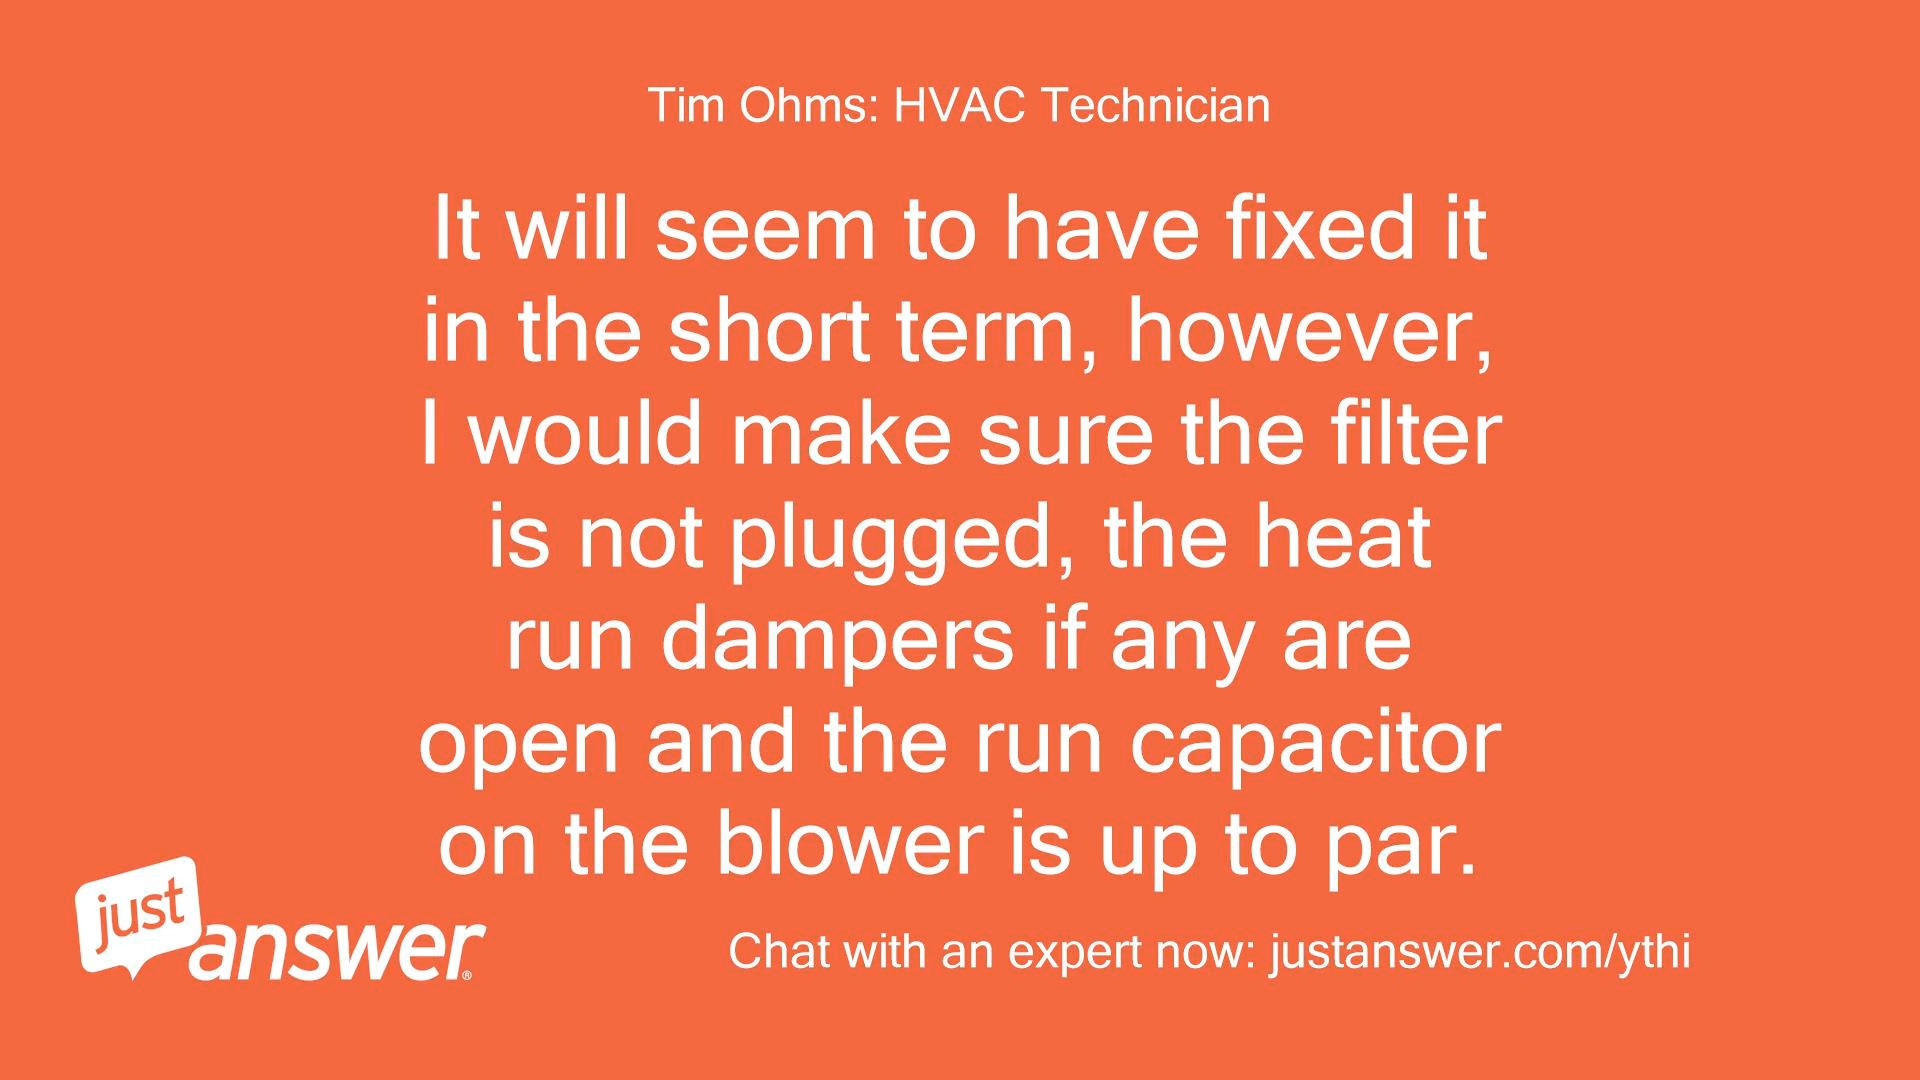 Tim Ohms: HVAC Technician
It will seem to have fixed it
in the short term, however,
I would make sure the filter
is not plugged, the heat
run dampers if any are
open and the run capacitor
on the blower is up to par.
just
answer®
Chat with an expert now: justanswer.com/ythi